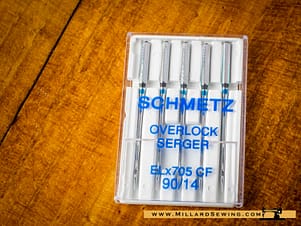 SCHMETZ
OVERLOCK
SERGER
ELx705 CF
90/14
www.MillardSewing.com